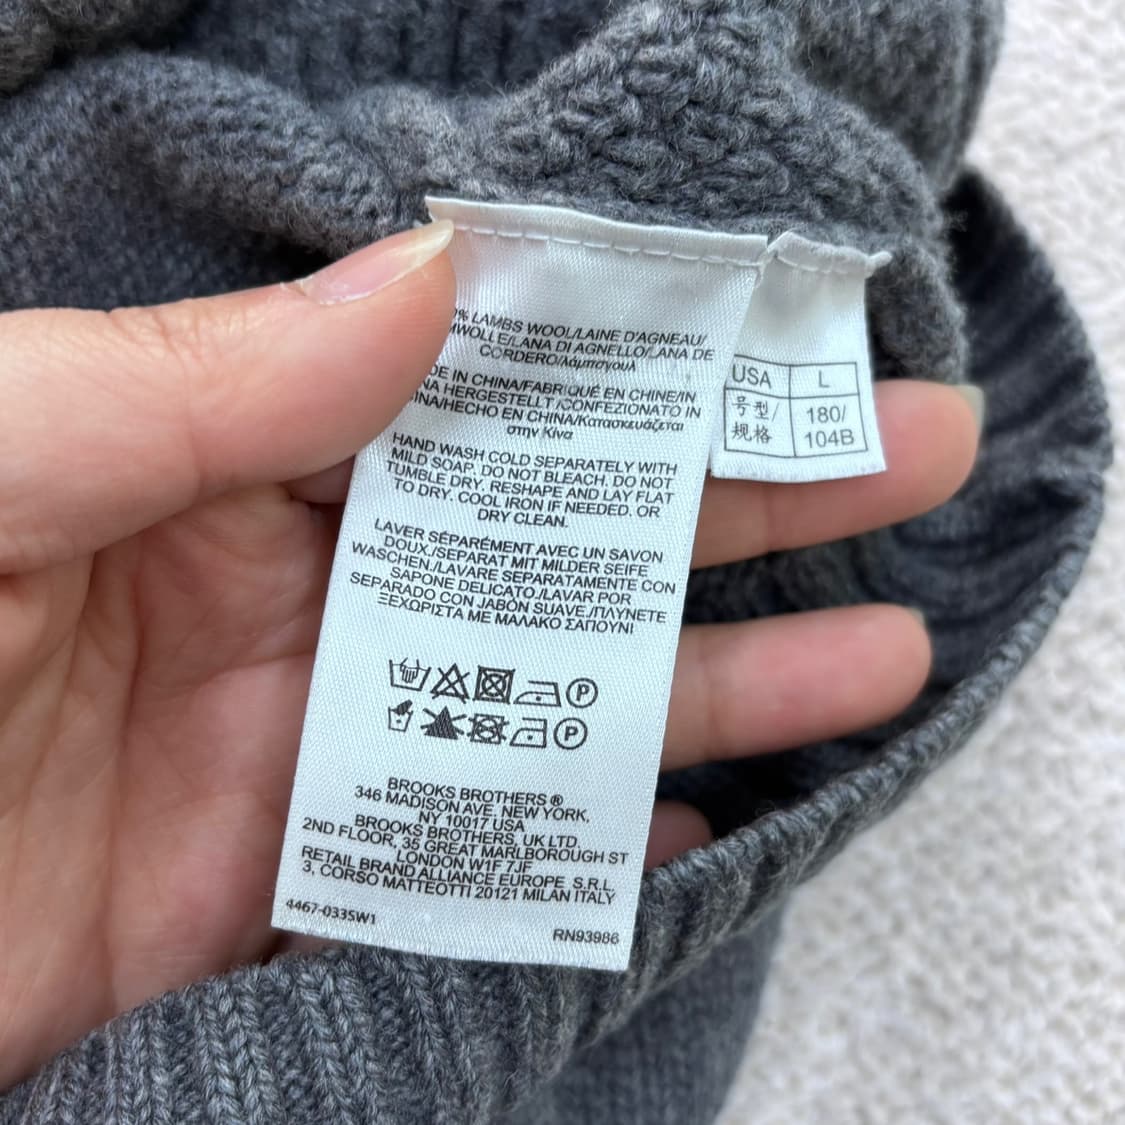 % LAMBS WOOL/LAINE D'AGNEAU/
MWOLLE/LANA DI AGNELLO/LANA DE
CORDERO/λάμπσγουλ
DE IN CHINA/FABRIQUÉ EN CHINE/IN
NA HERGESTELLT /CONFEZIONATO IN
INA/HECHO EN CHINA/Κατασκευάζεται
στην Κίνα
HAND WASH COLD SEPARATELY WITH
MILD SOAP. DO NOT BLEACH. DO NOT
TUMBLE DRY. RESHAPE AND LAY FLAT
TO DRY. COOL IRON IF NEEDED. OR
DRY CLEAN.
LAVER SÉPARÉMENT AVEC UN SAVON
DOUX./SEPARAT MIT MILDER SEIFE
WASCHEN./LAVARE SEPARATAMENTE CON
SAPONE DELICATO./LAVAR POR
SEPARADO CON JABÓN SUAVE./ΠΛΥΝΕΤΕ
ΞΕΧΩΡΙΣΤΑ ΜΕ ΜΑΛΑΚΟ ΣΑΠΟΥΝΙ
P
P
BROOKS BROTHERS ®
346 MADISON AVE. NEW YORK,
NY 10017 USA
BROOKS BROTHERS, UK LTD.
2ND FLOOR, 35 GREAT MARLBOROUGH ST
LONDON W1F 7JF
RETAIL BRAND ALLIANCE EUROPE S.R.L.
3, CORSO MATTEOTTI 20121 MILAN ITALY
4467-033SW1
RN93986
USA L
号型/ 180/
规格 104B